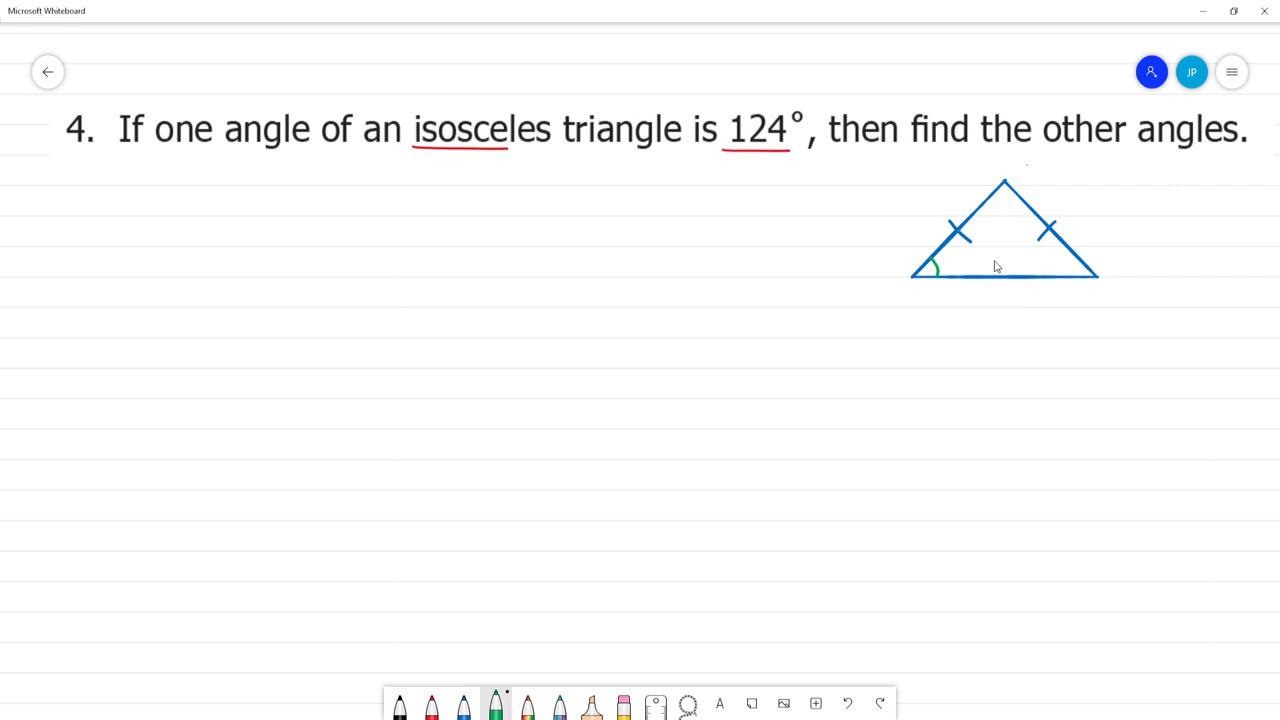 Microsoft Whiteboard
JP
4. If one angle of an isosceles triangle is 124°, then find the other angles.
A